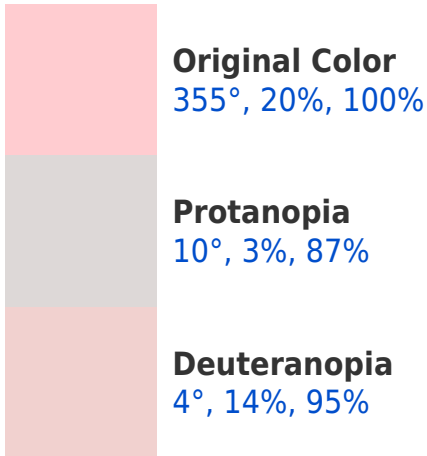 Original Color
355°, 20%, 100%
Protanopia
10°, 3%, 87%
Deuteranopia
4°, 14%, 95%